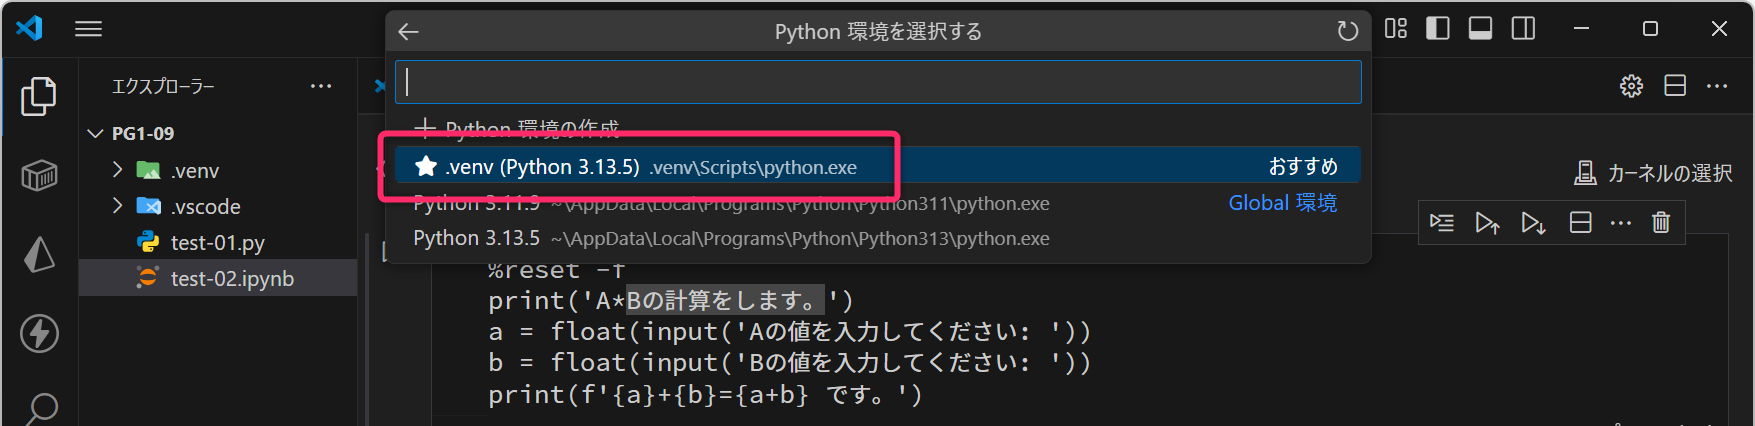 Python 環境を選択する
エクスプローラー
PG1-09
.venv
.vscode
test-01.py
test-02.ipynb
Python 環境の作成
.venv (Python 3.13.5) .venv\Scripts\python.exe おすすめ
Python 3.11.9 ~\AppData\Local\Programs\Python\Python311\python.exe Global 環境
Python 3.13.5 ~\AppData\Local\Programs\Python\Python313\python.exe
カーネルの選択
%reset -f
print('A*Bの計算をします。')
a = float(input('Aの値を入力してください: '))
b = float(input('Bの値を入力してください: '))
print(f'{a}+{b}={a+b} です。')